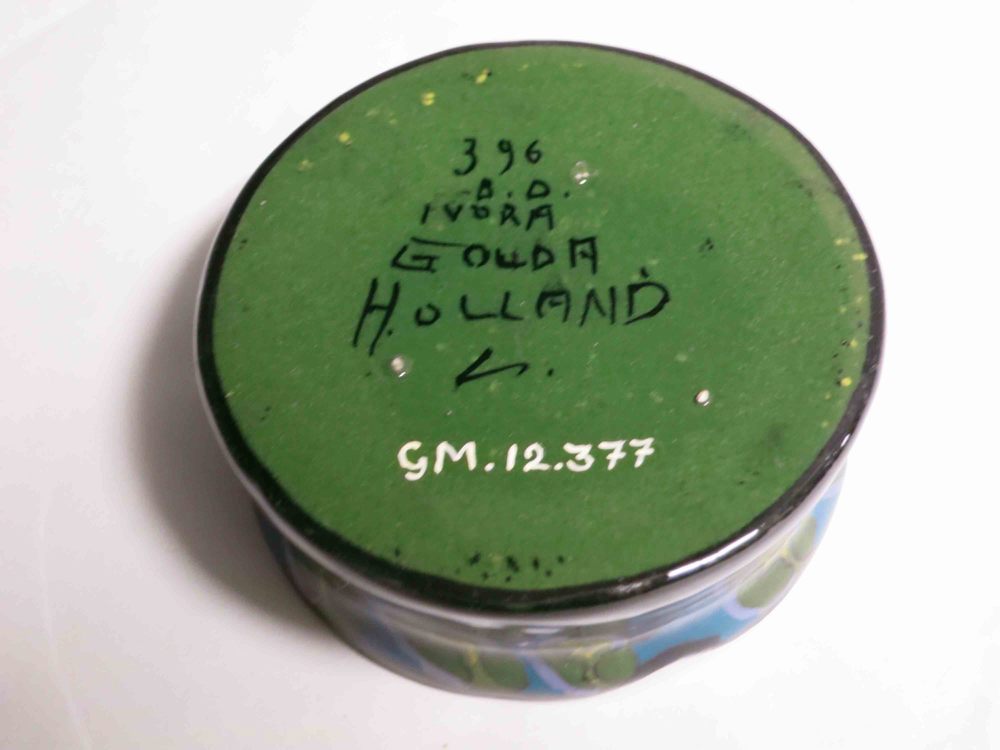 396
B.D.
IVORA
GOUDA
HOLLAND
GM.12.377